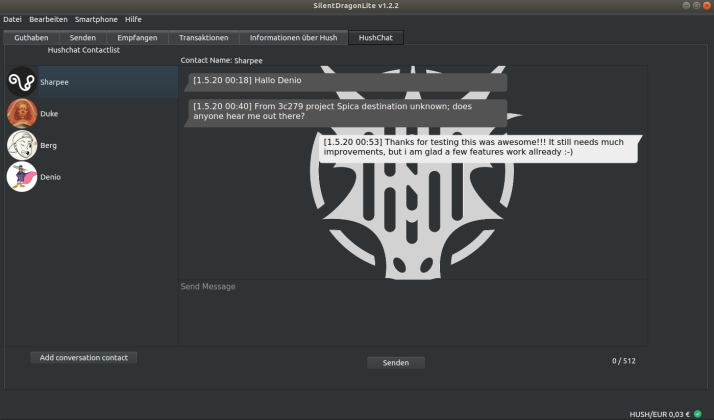 SilentDragonLite v1.2.2
Datei Bearbeiten Smartphone Hilfe
Guthaben Senden Empfangen Transaktionen Informationen über Hush HushChat
Hushchat Contactlist
Contact Name: Sharpee
Sharpee
Duke
Berg
Denio
[1.5.20 00:18] Hallo Denio
[1.5.20 00:40] From 3c279 project Spica destination unknown; does
anyone hear me out there?
[1.5.20 00:53] Thanks for testing this was awesome!!! It still needs much
improvements, but i am glad a few features work allready :-)
Send Message
Add conversation contact
Senden
0 / 512
HUSH/EUR 0,03 €